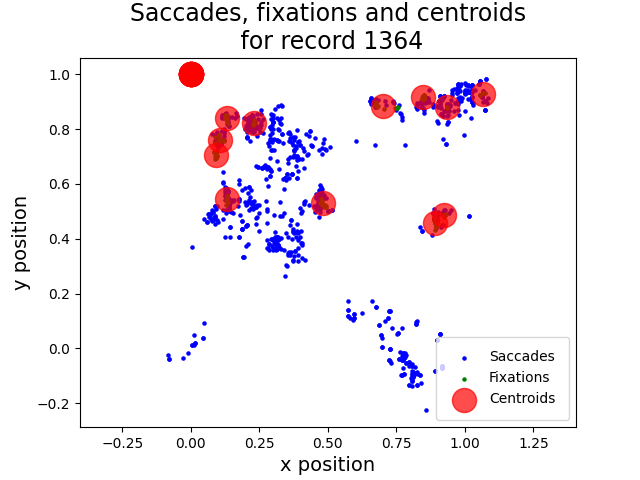 Saccades, fixations and centroids
for record 1364
y position
1.0
0.8
0.6
0.4
0.2
0.0
−0.2
−0.25
0.00
0.25
0.50
0.75
1.00
1.25
x position
Saccades
Fixations
Centroids